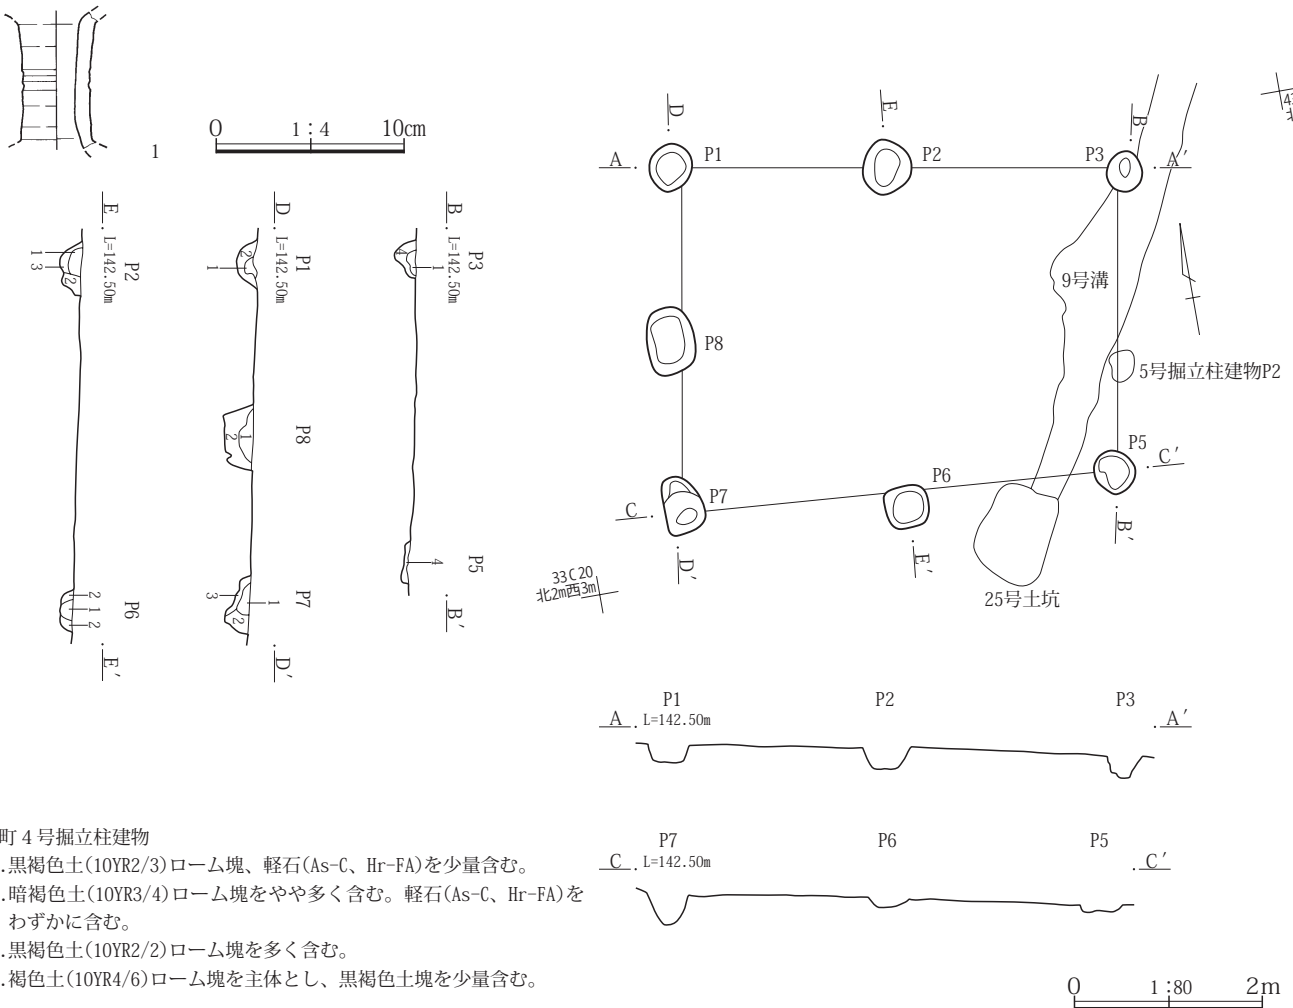 1
0 1：4 10cm
E D B
L=142.50m L=142.50m L=142.50m
P2 P1 P3
1 3 2
1 2
4 1
P8
2 1
P5
4
P6
2 1 2
P7
3 1 2
E′ D′ B′
D E B
A P1 P2 P3 A′
9号溝
P8
5号掘立柱建物P2
P5
C′
P6
P7
C
B′
D′ E′
33C20
北2m西3m
25号土坑
P1 P2 P3
A L=142.50m A′
P7 P6 P5
C L=142.50m C′
町４号掘立柱建物
.黒褐色土(10YR2/3)ローム塊、軽石(As-C、Hr-FA)を少量含む。
.暗褐色土(10YR3/4)ローム塊をやや多く含む。軽石(As-C、Hr-FA)を
わずかに含む。
.黒褐色土(10YR2/2)ローム塊を多く含む。
.褐色土(10YR4/6)ローム塊を主体とし、黒褐色土塊を少量含む。
0 1：80 2m